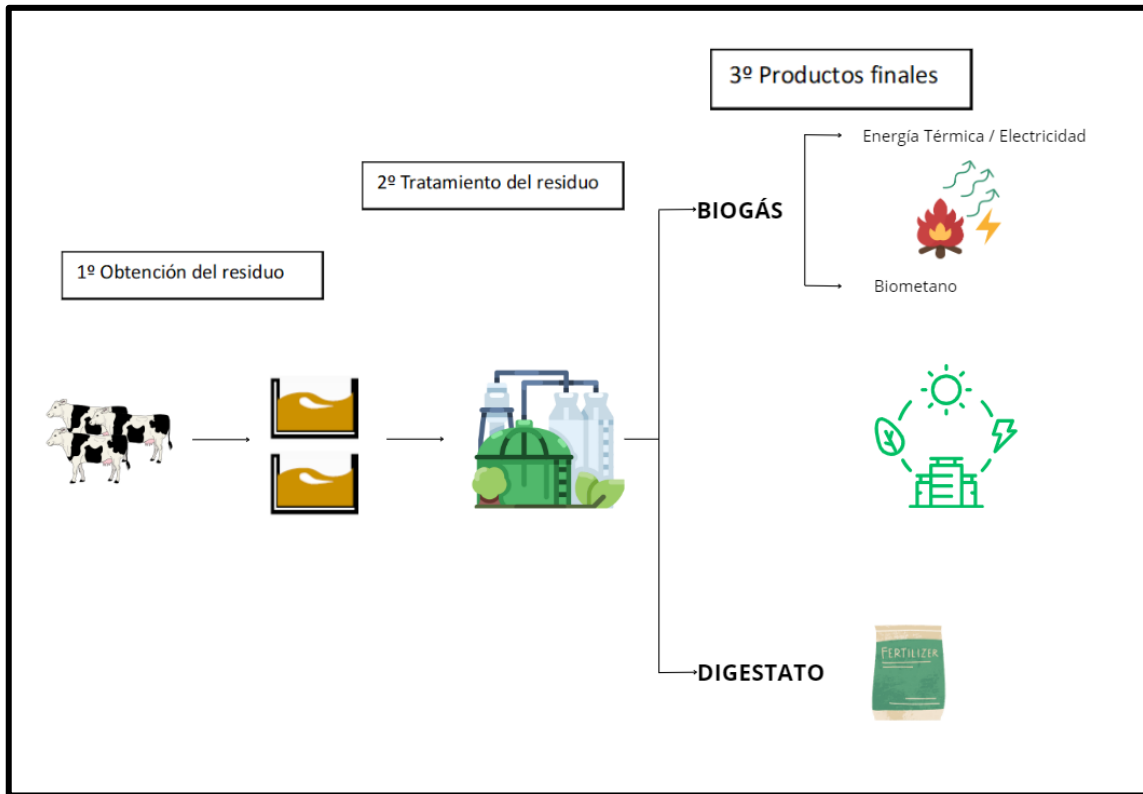 3º Productos finales
Energía Térmica / Electricidad
2º Tratamiento del residuo
BIOGÁS
1º Obtención del residuo
Biometano
FERTILIZER
DIGESTATO